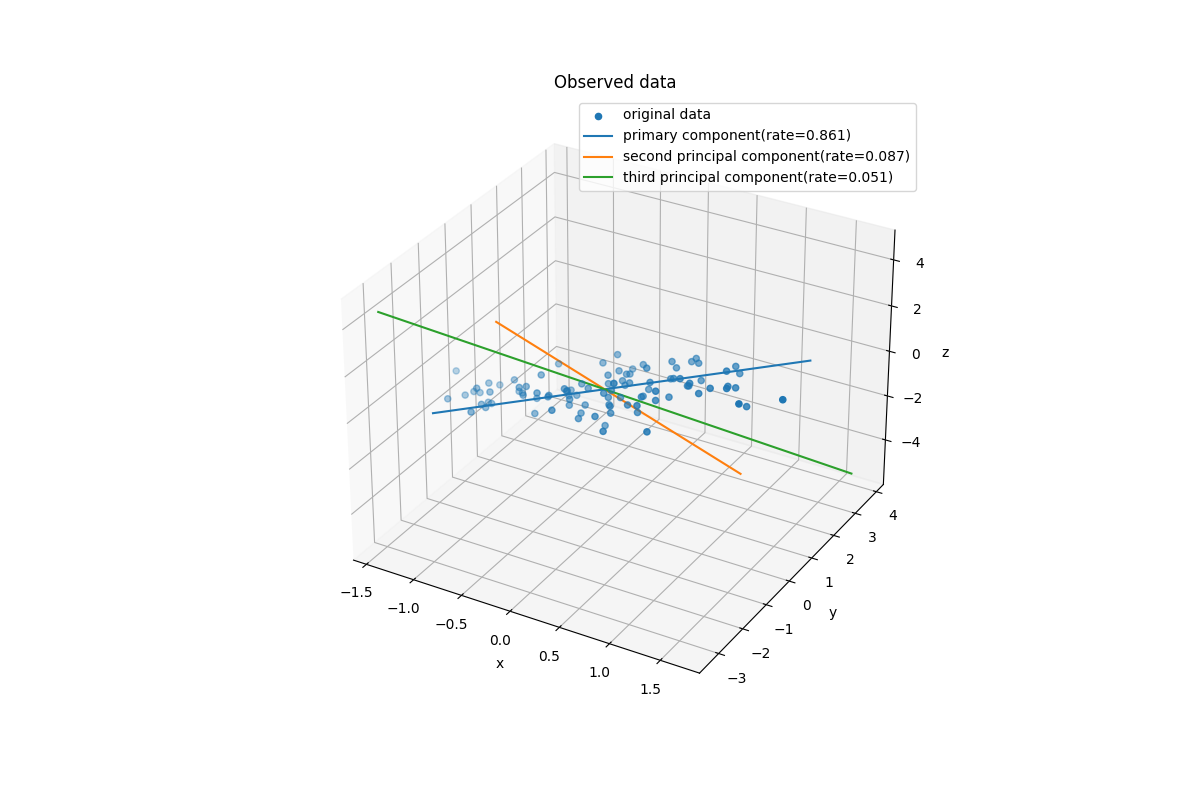 Observed data
original data
primary component(rate=0.861)
second principal component(rate=0.087)
third principal component(rate=0.051)
4
2
0
−2
−4
z
4
3
2
1
0
−1
−2
−3
y
−1.5
−1.0
−0.5
0.0
0.5
1.0
1.5
x